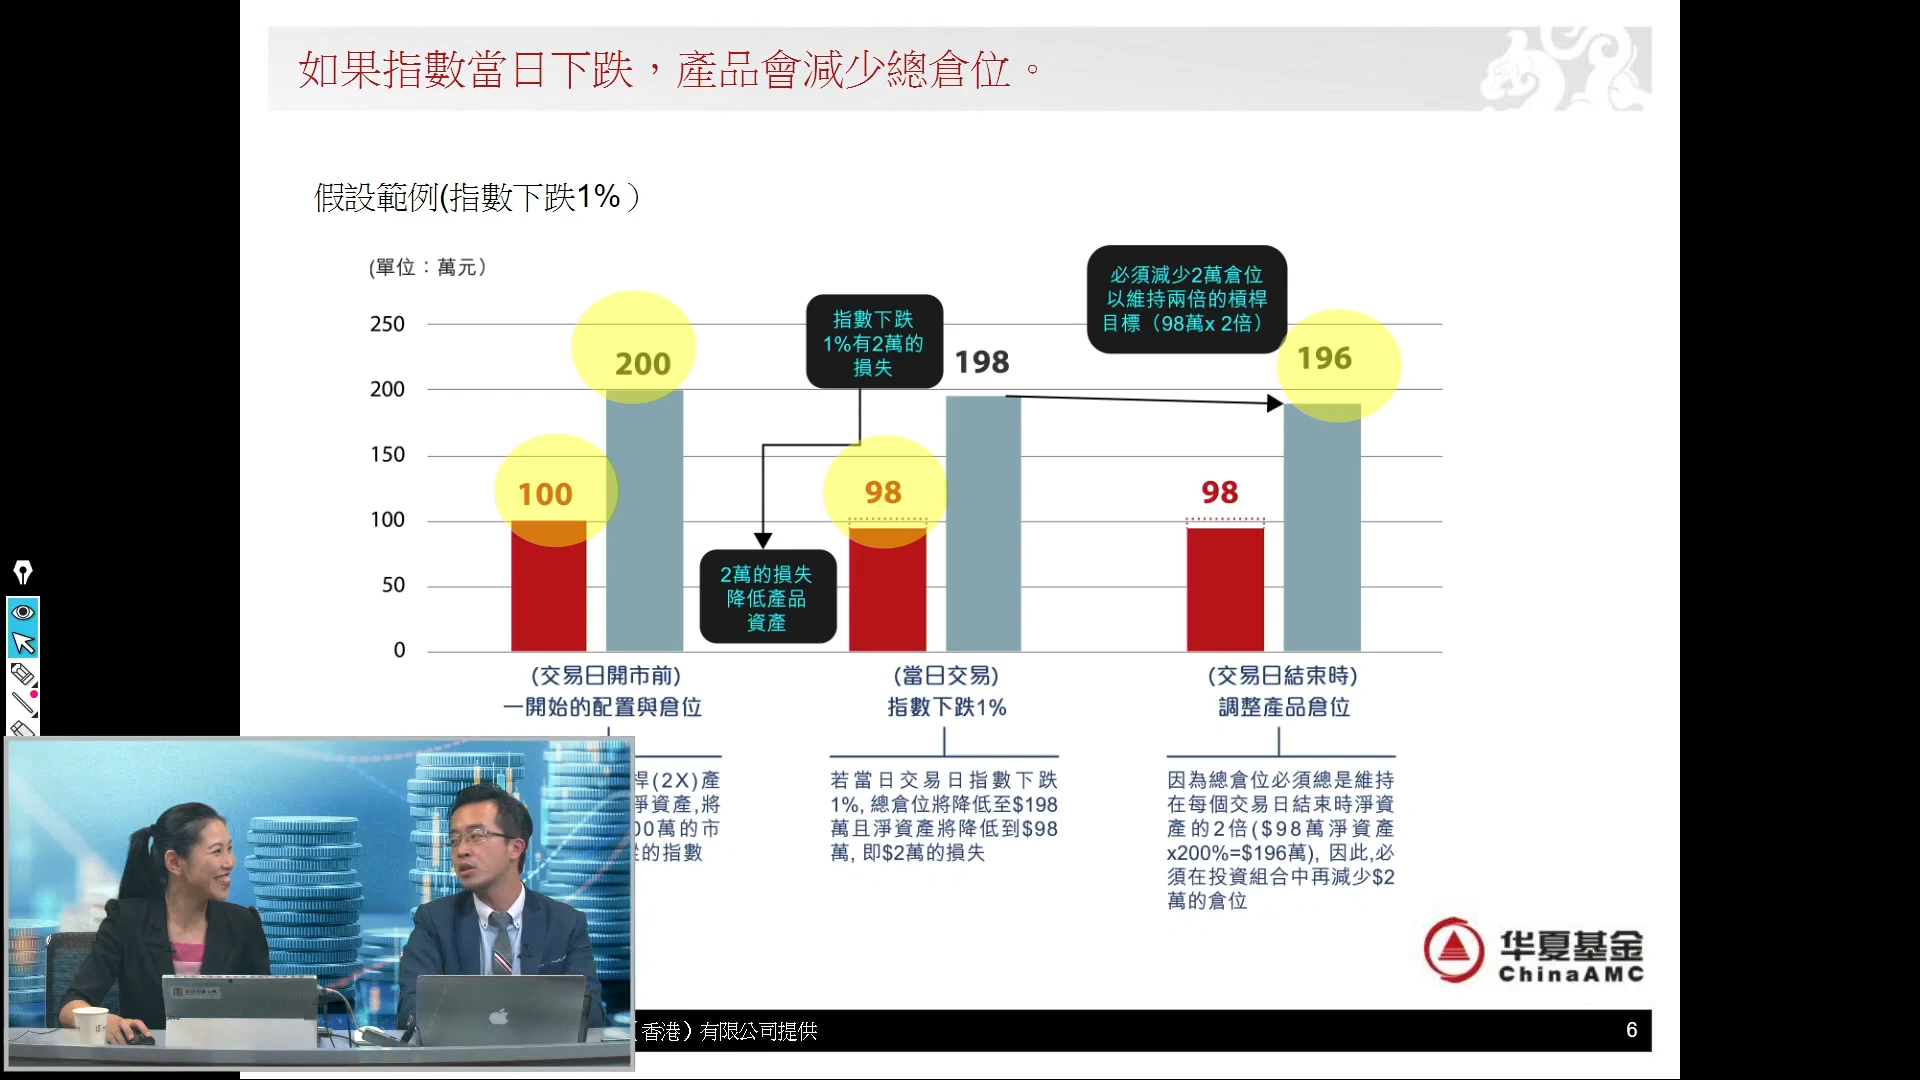 如果指數當日下跌，產品會減少總倉位。
假設範例(指數下跌1%）
(單位：萬元）
必須減少2萬倉位
以維持兩倍的槓桿
目標（98萬x 2倍）
指數下跌
1%有2萬的
損失
250
200
150
100
50
0
200
198
196
100
98
98
2萬的損失
降低產品
資產
(交易日開市前)
一開始的配置與倉位
(當日交易)
指數下跌1%
(交易日結束時)
調整產品倉位
桿(2X)產
淨資產,將
00萬的市
蹤的指數
若當日交易日指數下跌
1%, 總倉位將降低至$198
萬且淨資產將降低到$98
萬, 即$2萬的損失
因為總倉位必須總是維持
在每個交易日結束時淨資
產的2倍($98萬淨資產
x200%=$196萬), 因此,必
須在投資組合中再減少$2
萬的倉位
华夏基金
ChinaAMC
（香港）有限公司提供
6